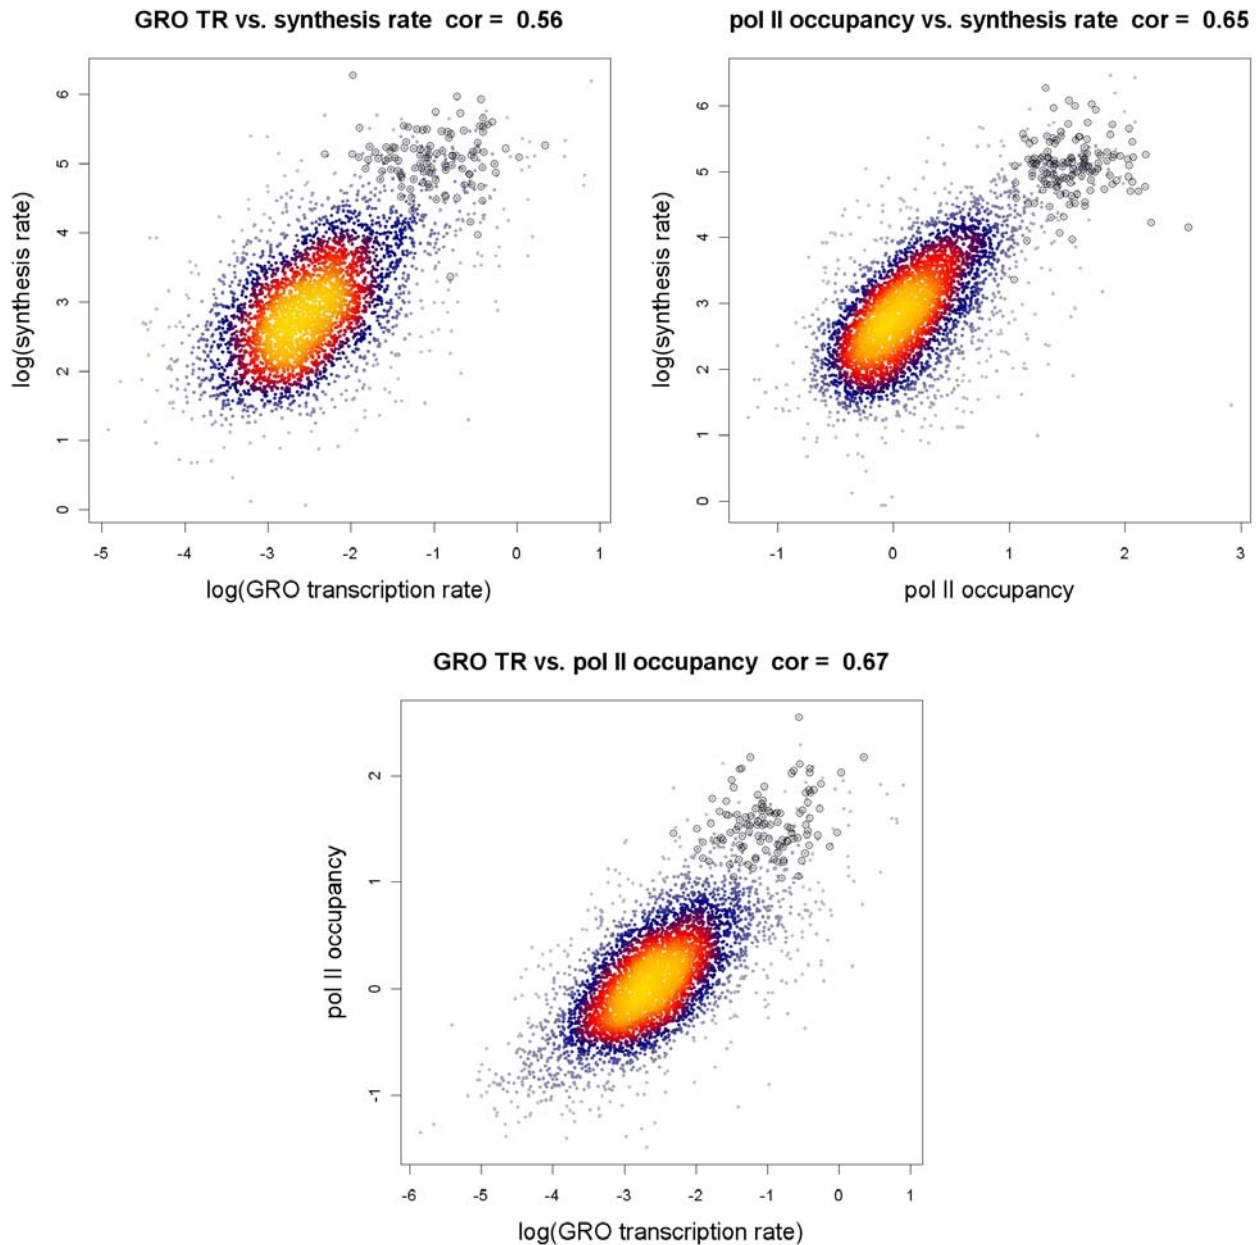 GRO TR vs. synthesis rate cor = 0.56
log(synthesis rate)
6
5
4
3
2
1
0
-5 -4 -3 -2 -1 0 1
log(GRO transcription rate)
pol II occupancy vs. synthesis rate cor = 0.65
log(synthesis rate)
6
5
4
3
2
1
0
-1 0 1 2 3
pol II occupancy
GRO TR vs. pol II occupancy cor = 0.67
pol II occupancy
2
1
0
-1
-6 -5 -4 -3 -2 -1 0 1
log(GRO transcription rate)